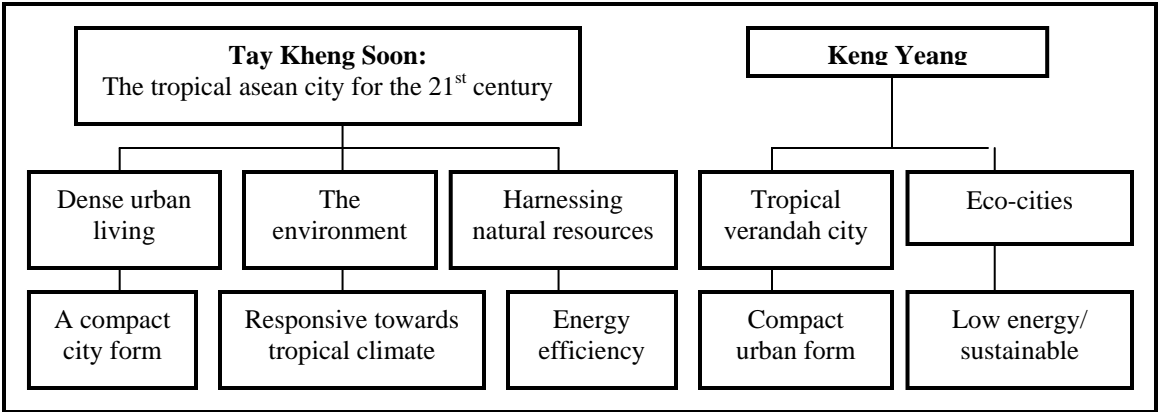 Tay Kheng Soon:
The tropical asean city for the 21st century
Keng Yeang
Dense urban
living
The
environment
Harnessing
natural resources
Tropical
verandah city
Eco-cities
A compact
city form
Responsive towards
tropical climate
Energy
efficiency
Compact
urban form
Low energy/
sustainable